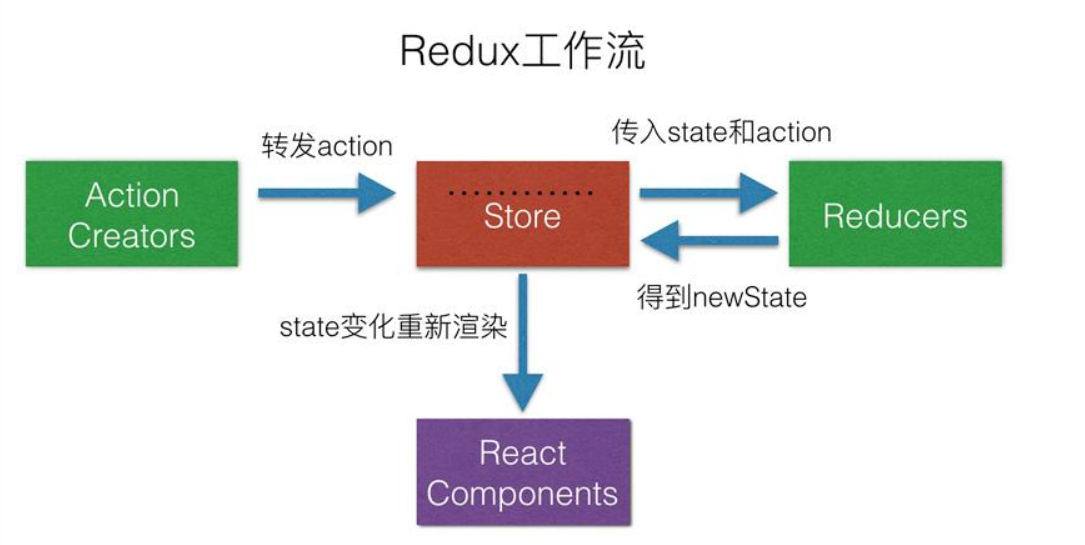 Redux工作流
转发action
传入state和action
Action
Creators
............
Store
Reducers
得到newState
state变化重新渲染
React
Components